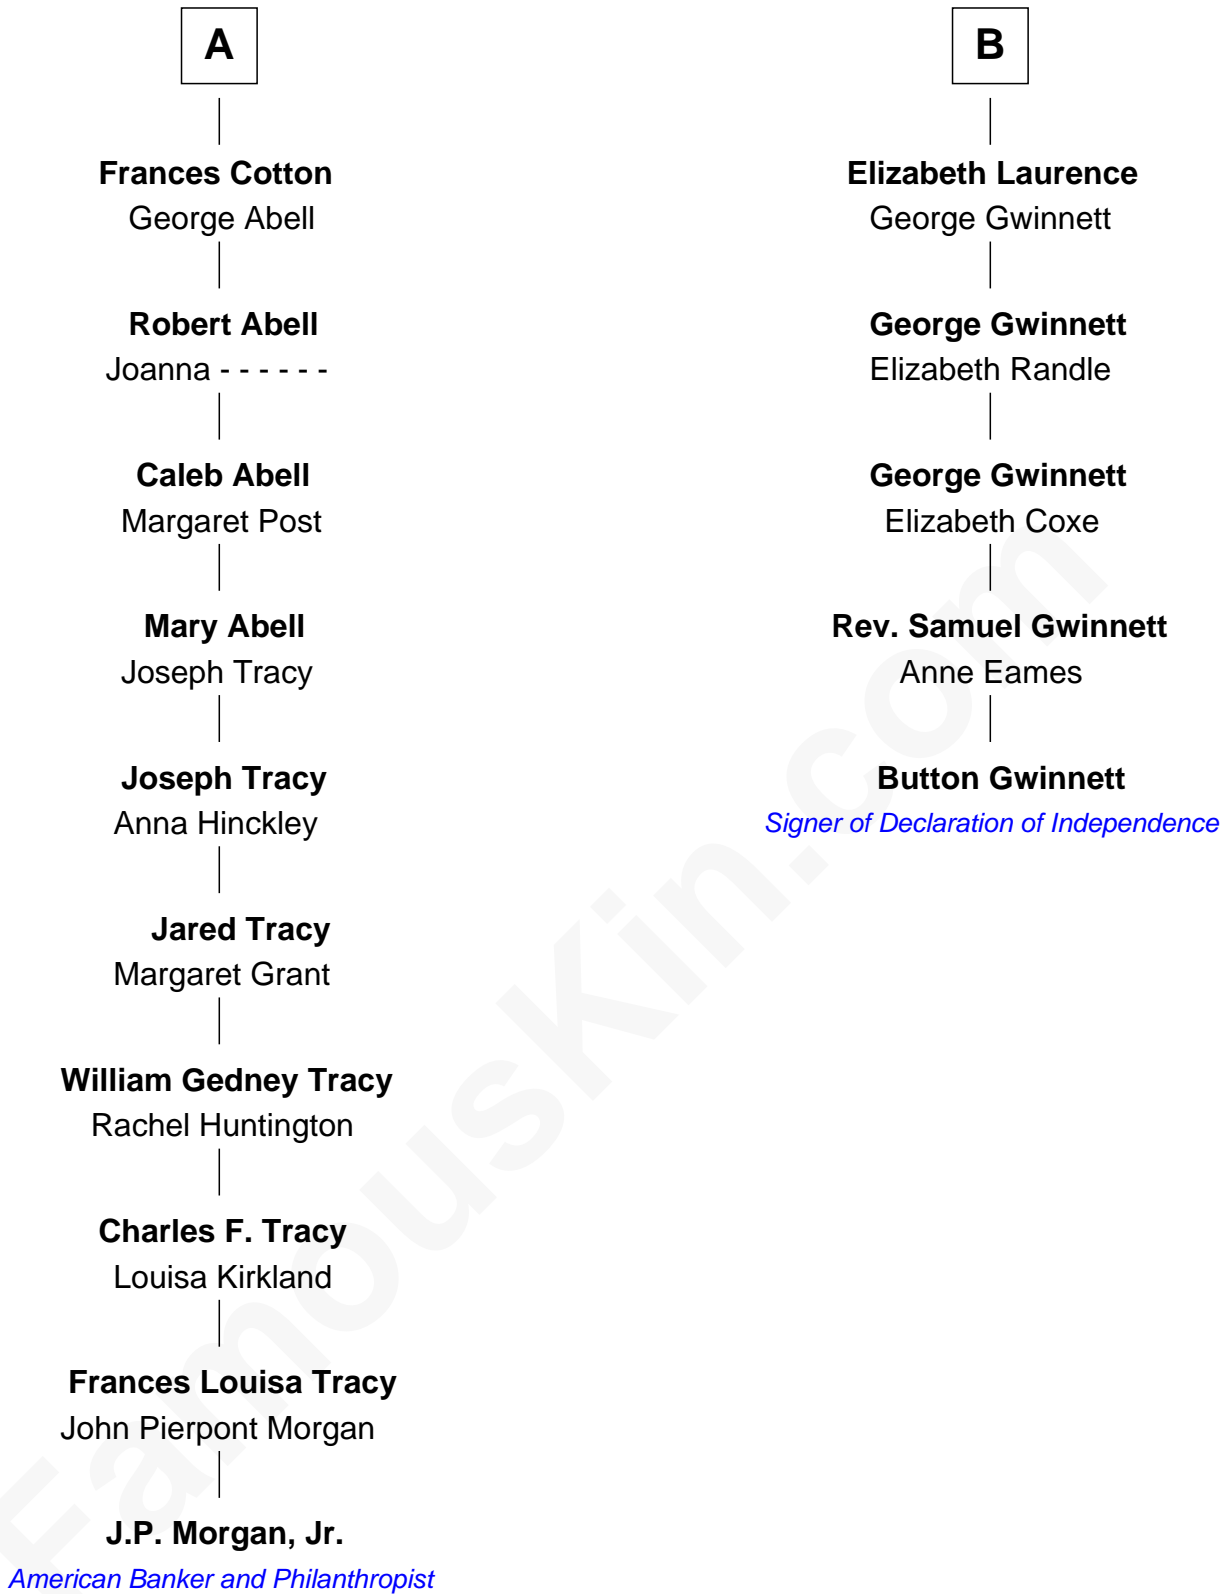 A
Frances Cotton
George Abell
Robert Abell
Joanna - - - - - -
Caleb Abell
Margaret Post
Mary Abell
Joseph Tracy
Joseph Tracy
Anna Hinckley
Jared Tracy
Margaret Grant
William Gedney Tracy
Rachel Huntington
Charles F. Tracy
Louisa Kirkland
Frances Louisa Tracy
John Pierpont Morgan
J.P. Morgan, Jr.
American Banker and Philanthropist
B
Elizabeth Laurence
George Gwinnett
George Gwinnett
Elizabeth Randle
George Gwinnett
Elizabeth Coxe
Rev. Samuel Gwinnett
Anne Eames
Button Gwinnett
Signer of Declaration of Independence
FamousKin.com